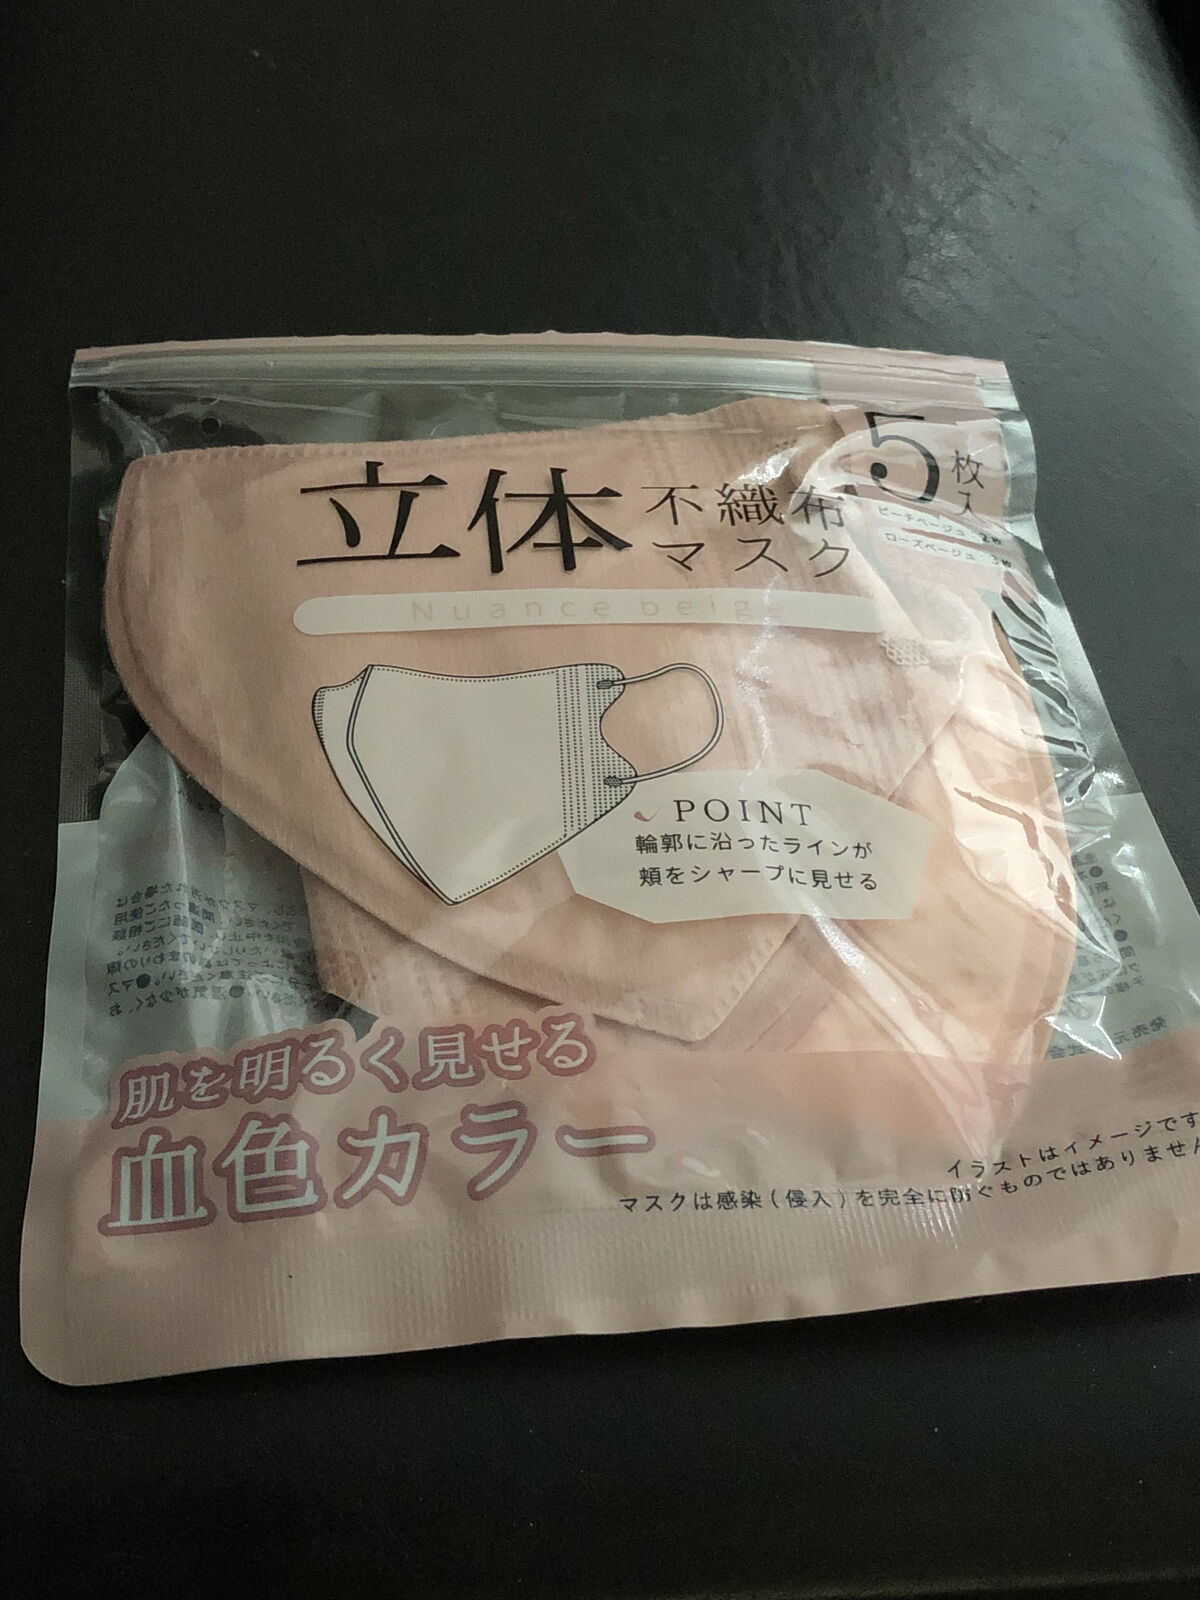 立体
不織布
マスク
5枚入
ピーチベージュ:2枚
ローズベージュ:3枚
Nuance beige
POINT
輪郭に沿ったラインが
頬をシャープに見せる
肌を明るく見せる
血色カラー
イラストはイメージです
マスクは感染(侵入)を完全に防ぐものではありません